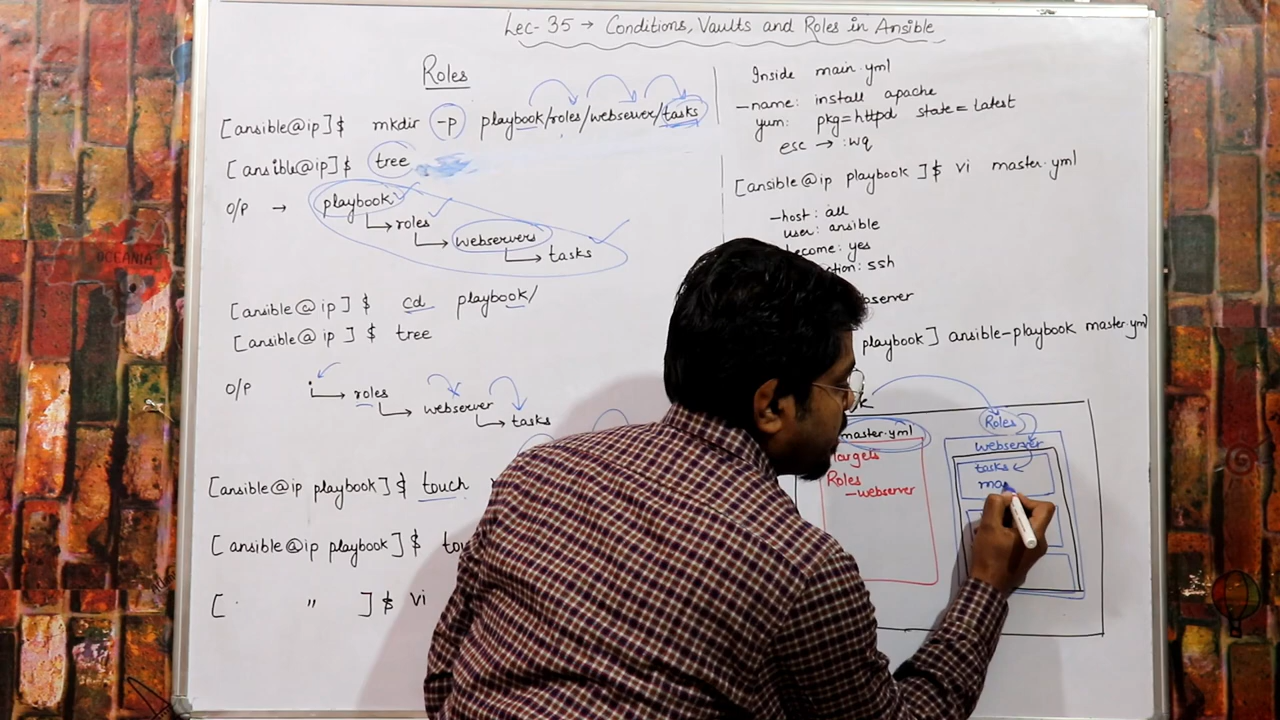 Lec-35 → Conditions, Vaults and Roles in Ansible
Roles
[ansible@ip]$ mkdir -p playbook/roles/webserver/tasks
[ansible@ip]$ tree
O/P → playbook
roles
webservers
tasks
[ansible@ip]$ cd playbook/
[ansible@ip]$ tree
O/P .
roles
webserver
tasks
[ansible@ip playbook]$ touch
[ansible@ip playbook]$
[ " ]$ vi
Inside main.yml
-name: install apache
yum: pkg=httpd state=latest
esc → :wq
[ansible@ip playbook]$ vi master.yml
-host: all
user: ansible
become: yes
: ssh
playbook] ansible-playbook master.yml
master.yml
Targets
Roles
-webserver
Roles
webserver
tasks
OCEANIA